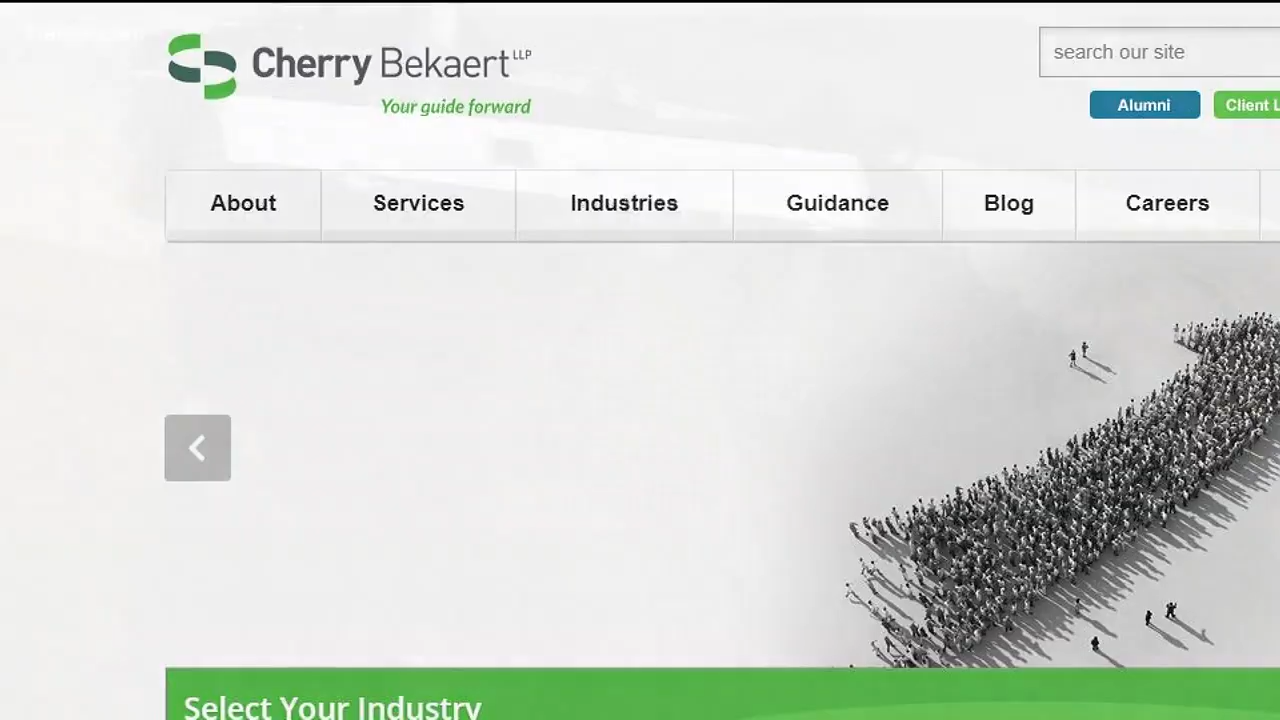 Cherry Bekaert LLP
Your guide forward
search our site
Alumni
Client L
About
Services
Industries
Guidance
Blog
Careers
Select Your Industry